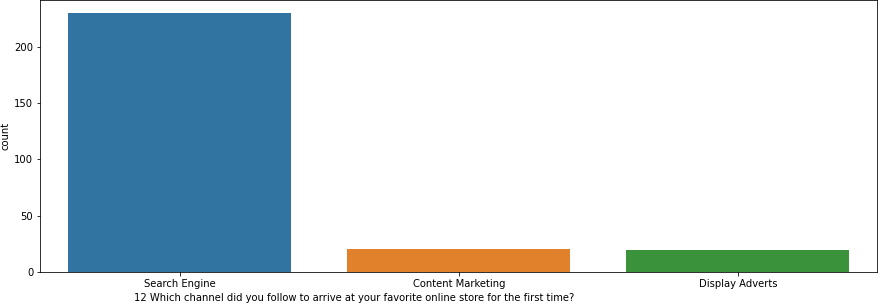 200
150
100
50
0
count
Search Engine Content Marketing Display Adverts
12 Which channel did you follow to arrive at your favorite online store for the first time?